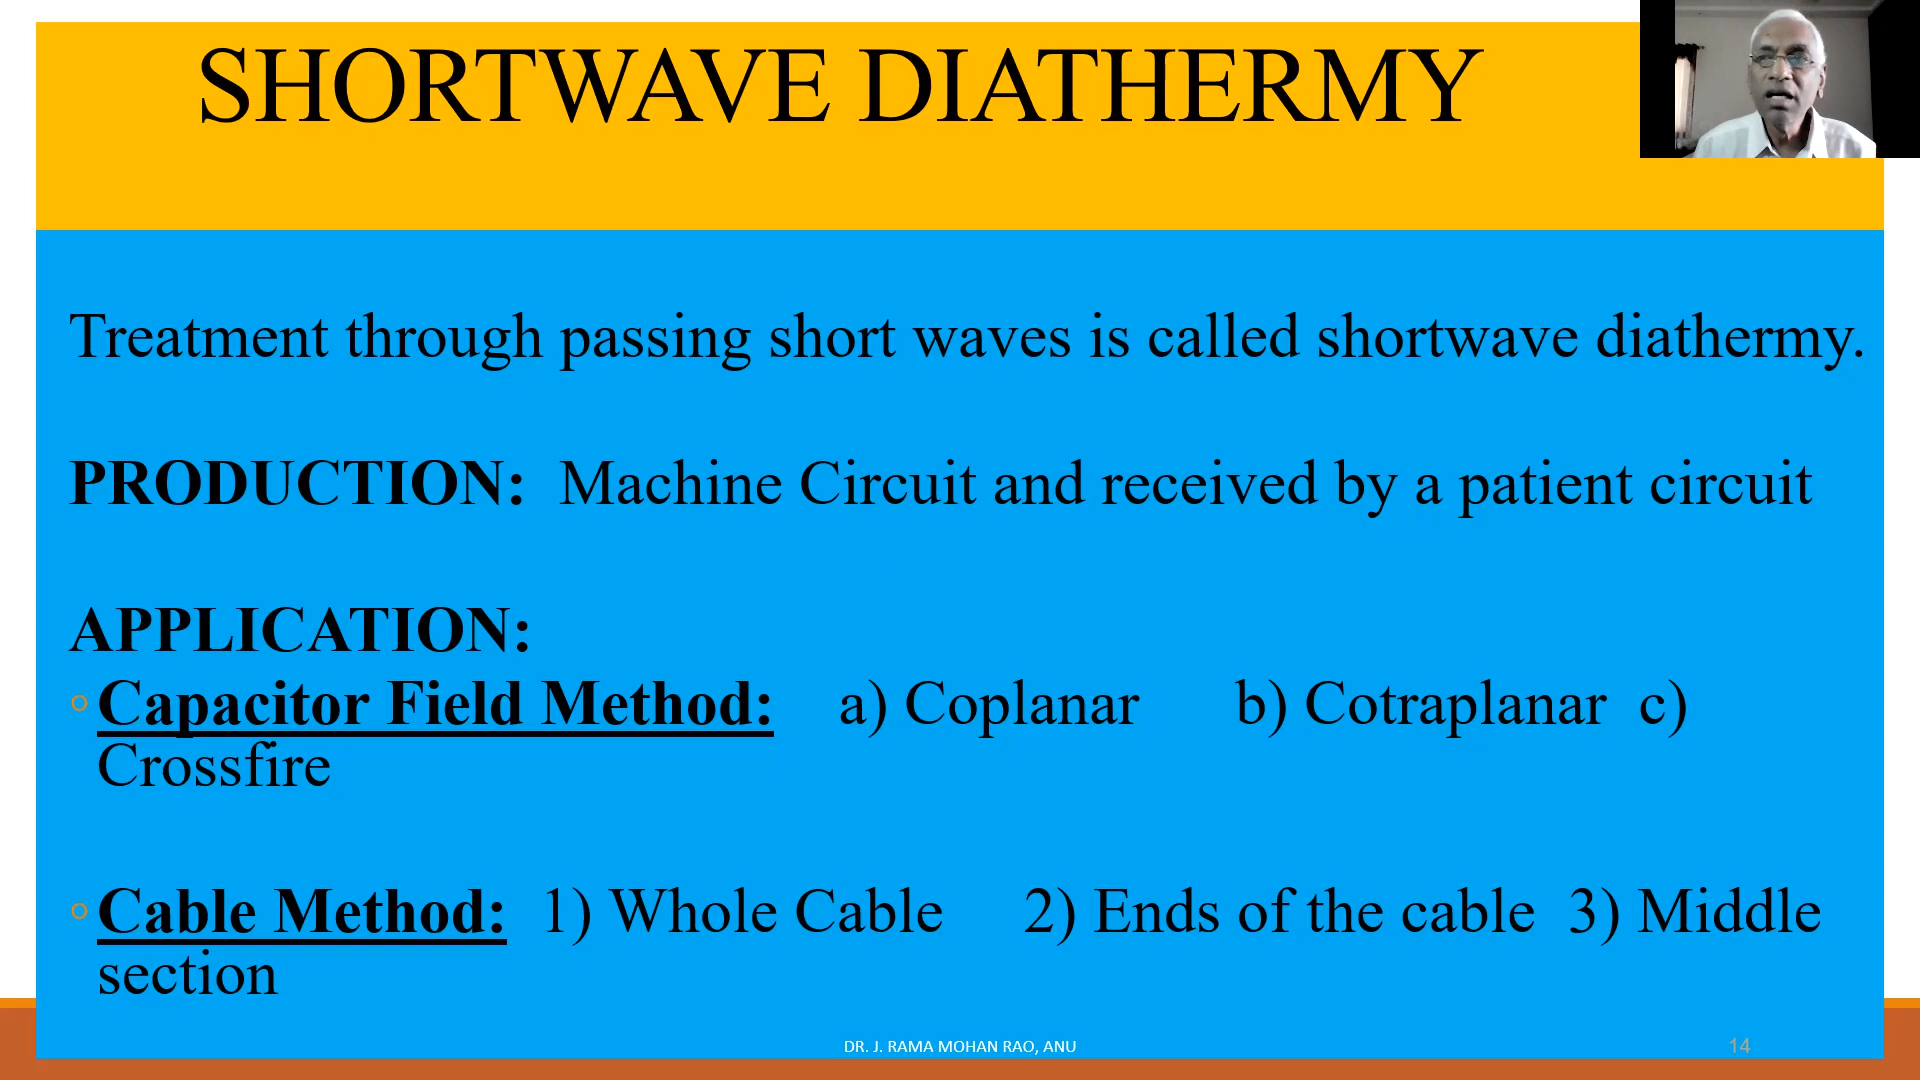 SHORTWAVE DIATHERMY
Treatment through passing short waves is called shortwave diathermy.
PRODUCTION: Machine Circuit and received by a patient circuit
APPLICATION:
◦Capacitor Field Method: a) Coplanar b) Cotraplanar c)
Crossfire
◦Cable Method: 1) Whole Cable 2) Ends of the cable 3) Middle
section
DR. J. RAMA MOHAN RAO, ANU
14